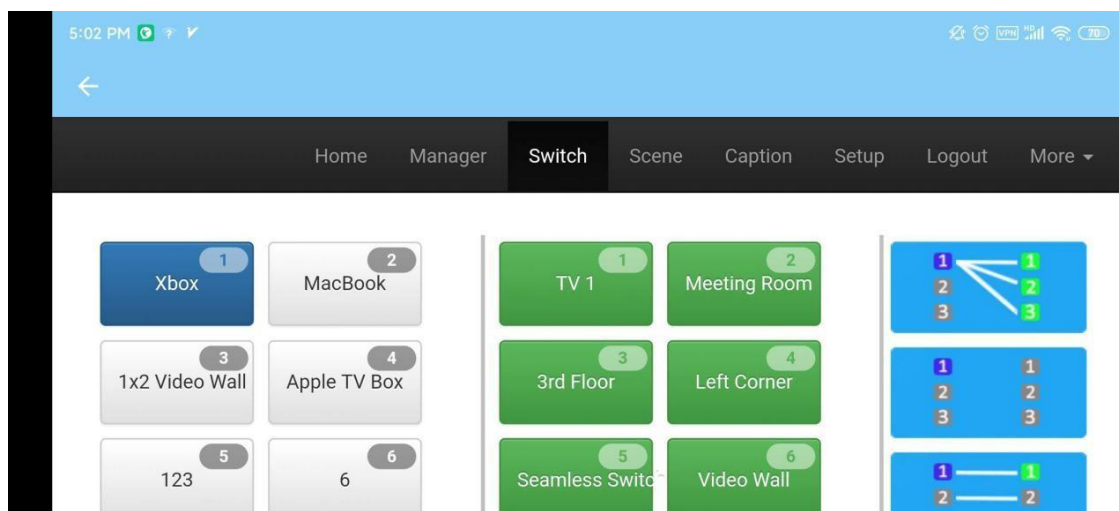 5:02 PM
VPN HD 70
Home Manager Switch Scene Caption Setup Logout More
1 2 1 2 1 1
Xbox MacBook TV 1 Meeting Room 2 2
3 3
3 4 3 4 1 1
1x2 Video Wall Apple TV Box 3rd Floor Left Corner 2 2
3 3
5 6 5 6 1 1
123 6 Seamless Switc Video Wall 2 2